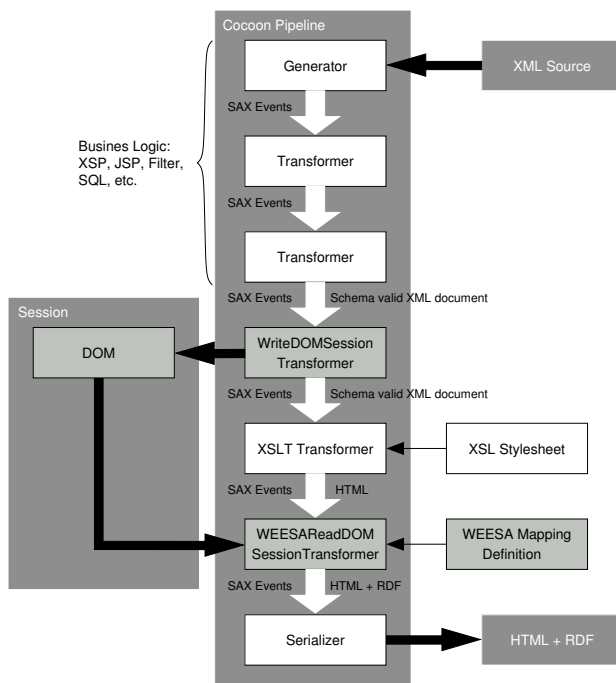 Cocoon Pipeline
Generator
XML Source
SAX Events
Busines Logic:
XSP, JSP, Filter,
SQL, etc.
Transformer
SAX Events
Transformer
SAX Events
Schema valid XML document
Session
DOM
WriteDOMSession
Transformer
SAX Events
Schema valid XML document
XSLT Transformer
XSL Stylesheet
SAX Events
HTML
WEESAReadDOM
SessionTransformer
WEESA Mapping
Definition
SAX Events
HTML + RDF
Serializer
HTML + RDF